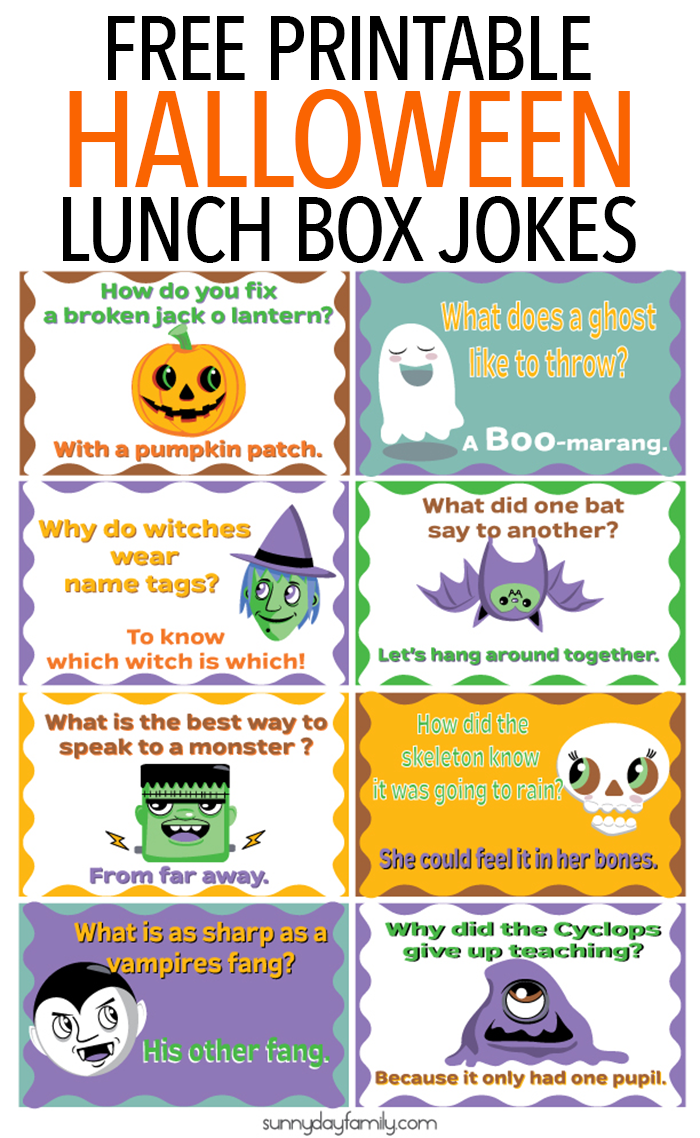 FREE PRINTABLE
HALLOWEEN
LUNCH BOX JOKES
How do you fix
a broken jack o lantern?
With a pumpkin patch.
What does a ghost
like to throw?
A Boo-marang.
Why do witches
wear
name tags?
To know
which witch is which!
What did one bat
say to another?
Let's hang around together.
What is the best way to
speak to a monster ?
From far away.
How did the
skeleton know
it was going to rain?
She could feel it in her bones.
What is as sharp as a
vampires fang?
His other fang.
Why did the Cyclops
give up teaching?
Because it only had one pupil.
sunnydayfamily.com